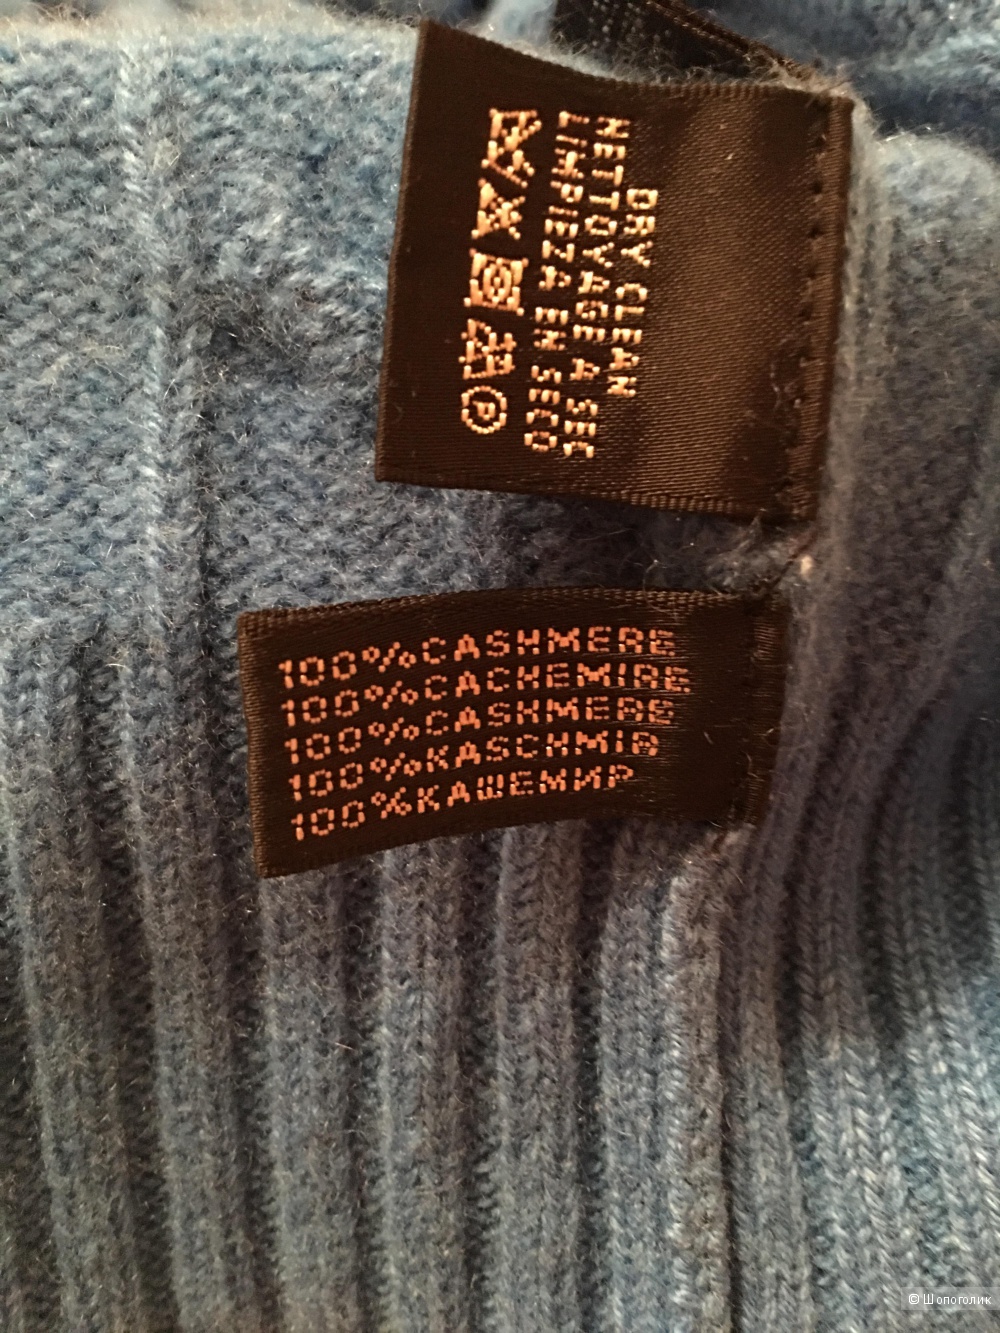 DRY CLEAN
NETTOYAGE A SEC
LIMPIEZA EN SECO
P
100%CASHMERE
100%CACHEMIRE
100%CASHMERE
100%KASCHMIR
100%КАШЕМИР
© Шопоголик